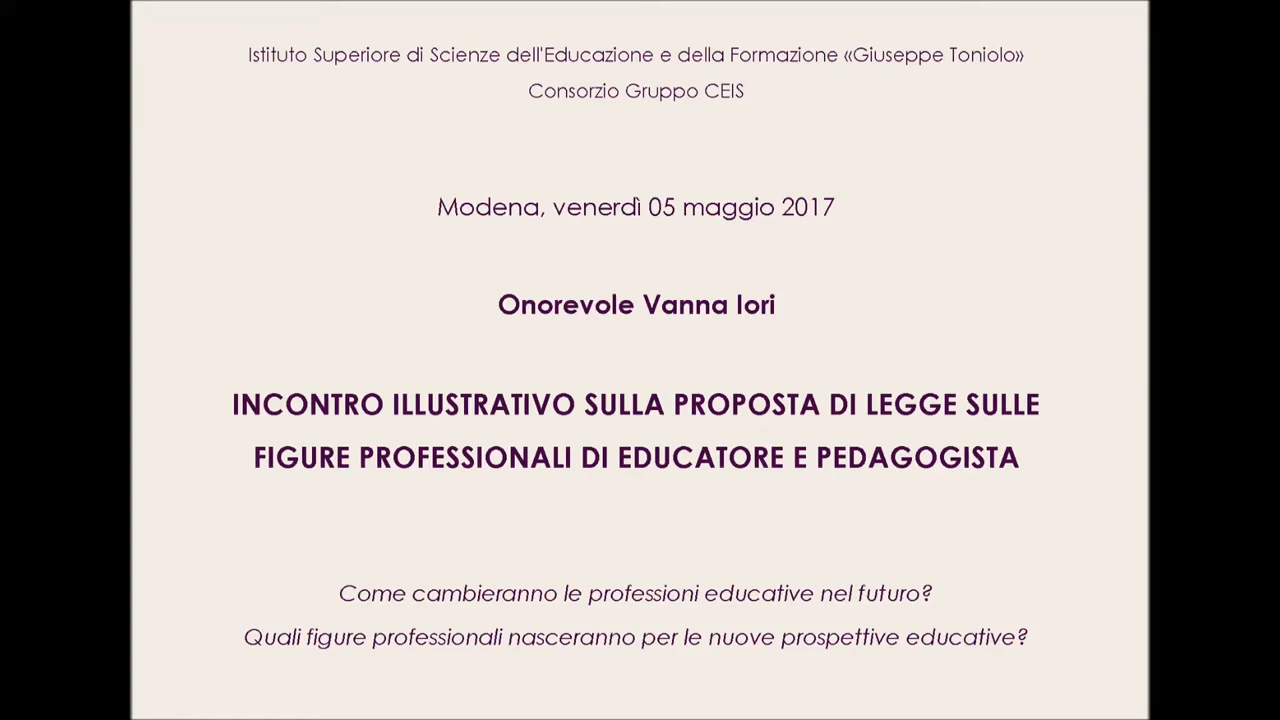 Istituto Superiore di Scienze dell'Educazione e della Formazione «Giuseppe Toniolo»
Consorzio Gruppo CEIS
Modena, venerdì 05 maggio 2017
Onorevole Vanna Iori
INCONTRO ILLUSTRATIVO SULLA PROPOSTA DI LEGGE SULLE
FIGURE PROFESSIONALI DI EDUCATORE E PEDAGOGISTA
Come cambieranno le professioni educative nel futuro?
Quali figure professionali nasceranno per le nuove prospettive educative?